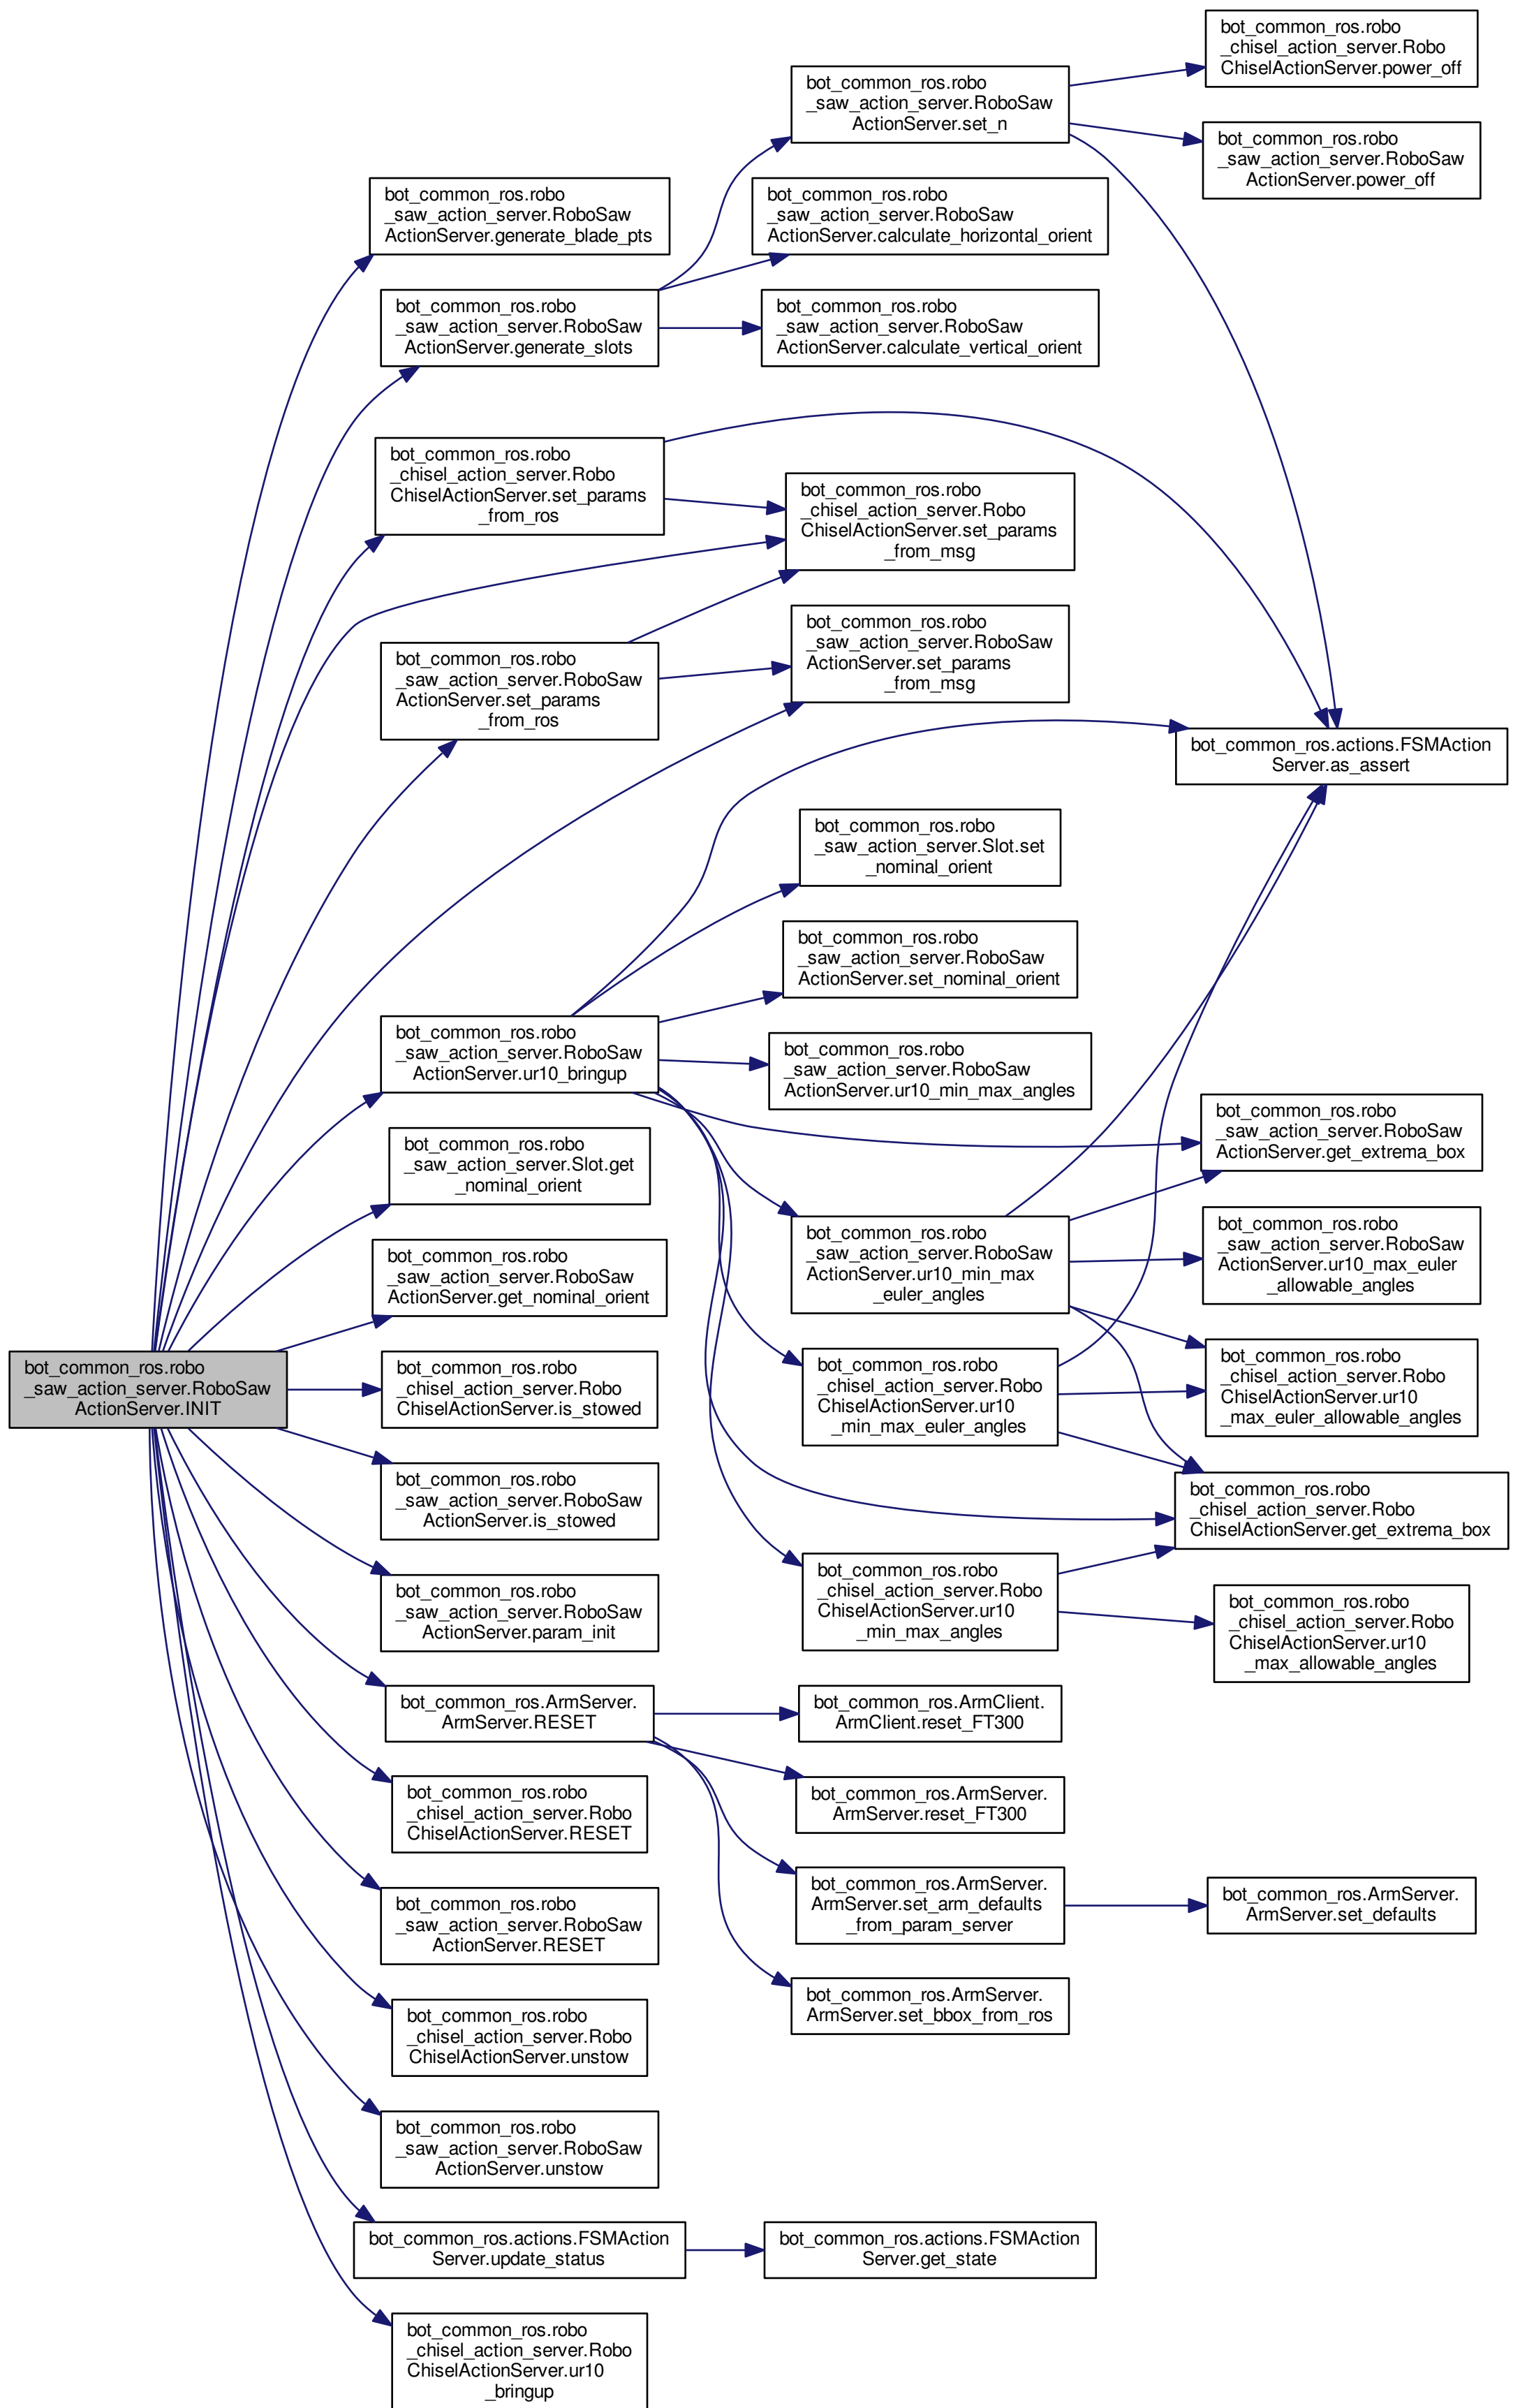 bot_common_ros.robo
_chisel_action_server.Robo
ChiselActionServer.power_off
bot_common_ros.robo
_saw_action_server.RoboSaw
ActionServer.set_n
bot_common_ros.robo
_saw_action_server.RoboSaw
ActionServer.power_off
bot_common_ros.robo
_saw_action_server.RoboSaw
ActionServer.generate_blade_pts
bot_common_ros.robo
_saw_action_server.RoboSaw
ActionServer.calculate_horizontal_orient
bot_common_ros.robo
_saw_action_server.RoboSaw
ActionServer.generate_slots
bot_common_ros.robo
_saw_action_server.RoboSaw
ActionServer.calculate_vertical_orient
bot_common_ros.robo
_chisel_action_server.Robo
ChiselActionServer.set_params
_from_ros
bot_common_ros.robo
_chisel_action_server.Robo
ChiselActionServer.set_params
_from_msg
bot_common_ros.robo
_saw_action_server.RoboSaw
ActionServer.set_params
_from_msg
bot_common_ros.robo
_saw_action_server.RoboSaw
ActionServer.set_params
_from_ros
bot_common_ros.actions.FSMAction
Server.as_assert
bot_common_ros.robo
_saw_action_server.Slot.set
_nominal_orient
bot_common_ros.robo
_saw_action_server.RoboSaw
ActionServer.set_nominal_orient
bot_common_ros.robo
_saw_action_server.RoboSaw
ActionServer.ur10_bringup
bot_common_ros.robo
_saw_action_server.RoboSaw
ActionServer.ur10_min_max_angles
bot_common_ros.robo
_saw_action_server.RoboSaw
ActionServer.get_extrema_box
bot_common_ros.robo
_saw_action_server.Slot.get
_nominal_orient
bot_common_ros.robo
_saw_action_server.RoboSaw
ActionServer.ur10_max_euler
_allowable_angles
bot_common_ros.robo
_saw_action_server.RoboSaw
ActionServer.ur10_min_max
_euler_angles
bot_common_ros.robo
_saw_action_server.RoboSaw
ActionServer.get_nominal_orient
bot_common_ros.robo
_chisel_action_server.Robo
ChiselActionServer.ur10
_max_euler_allowable_angles
bot_common_ros.robo
_chisel_action_server.Robo
ChiselActionServer.ur10
_min_max_euler_angles
bot_common_ros.robo
_saw_action_server.RoboSaw
ActionServer.INIT
bot_common_ros.robo
_chisel_action_server.Robo
ChiselActionServer.is_stowed
bot_common_ros.robo
_saw_action_server.RoboSaw
ActionServer.is_stowed
bot_common_ros.robo
_chisel_action_server.Robo
ChiselActionServer.get_extrema_box
bot_common_ros.robo
_chisel_action_server.Robo
ChiselActionServer.ur10
_min_max_angles
bot_common_ros.robo
_saw_action_server.RoboSaw
ActionServer.param_init
bot_common_ros.robo
_chisel_action_server.Robo
ChiselActionServer.ur10
_max_allowable_angles
bot_common_ros.ArmServer.
ArmServer.RESET
bot_common_ros.ArmClient.
ArmClient.reset_FT300
bot_common_ros.robo
_chisel_action_server.Robo
ChiselActionServer.RESET
bot_common_ros.ArmServer.
ArmServer.reset_FT300
bot_common_ros.ArmServer.
ArmServer.set_arm_defaults
_from_param_server
bot_common_ros.ArmServer.
ArmServer.set_defaults
bot_common_ros.robo
_saw_action_server.RoboSaw
ActionServer.RESET
bot_common_ros.ArmServer.
ArmServer.set_bbox_from_ros
bot_common_ros.robo
_chisel_action_server.Robo
ChiselActionServer.unstow
bot_common_ros.robo
_saw_action_server.RoboSaw
ActionServer.unstow
bot_common_ros.actions.FSMAction
Server.update_status
bot_common_ros.actions.FSMAction
Server.get_state
bot_common_ros.robo
_chisel_action_server.Robo
ChiselActionServer.ur10
_bringup